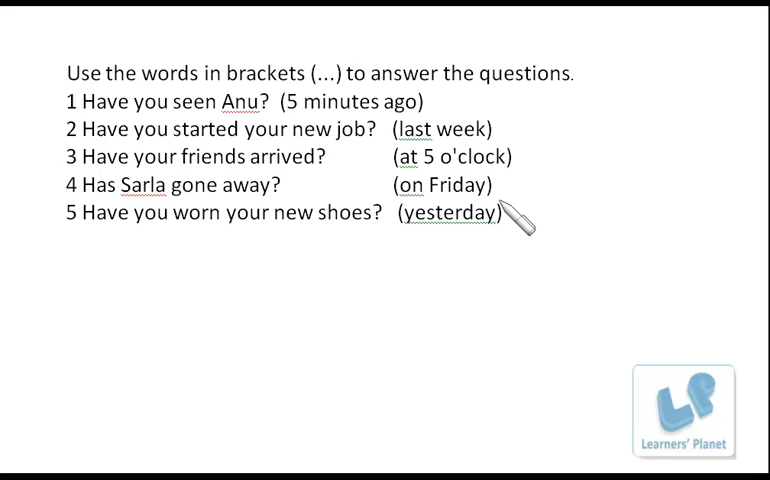 Use the words in brackets (...) to answer the questions.
1 Have you seen Anu? (5 minutes ago)
2 Have you started your new job? (last week)
3 Have your friends arrived? (at 5 o'clock)
4 Has Sarla gone away? (on Friday)
5 Have you worn your new shoes? (yesterday)
LP
Learners' Planet